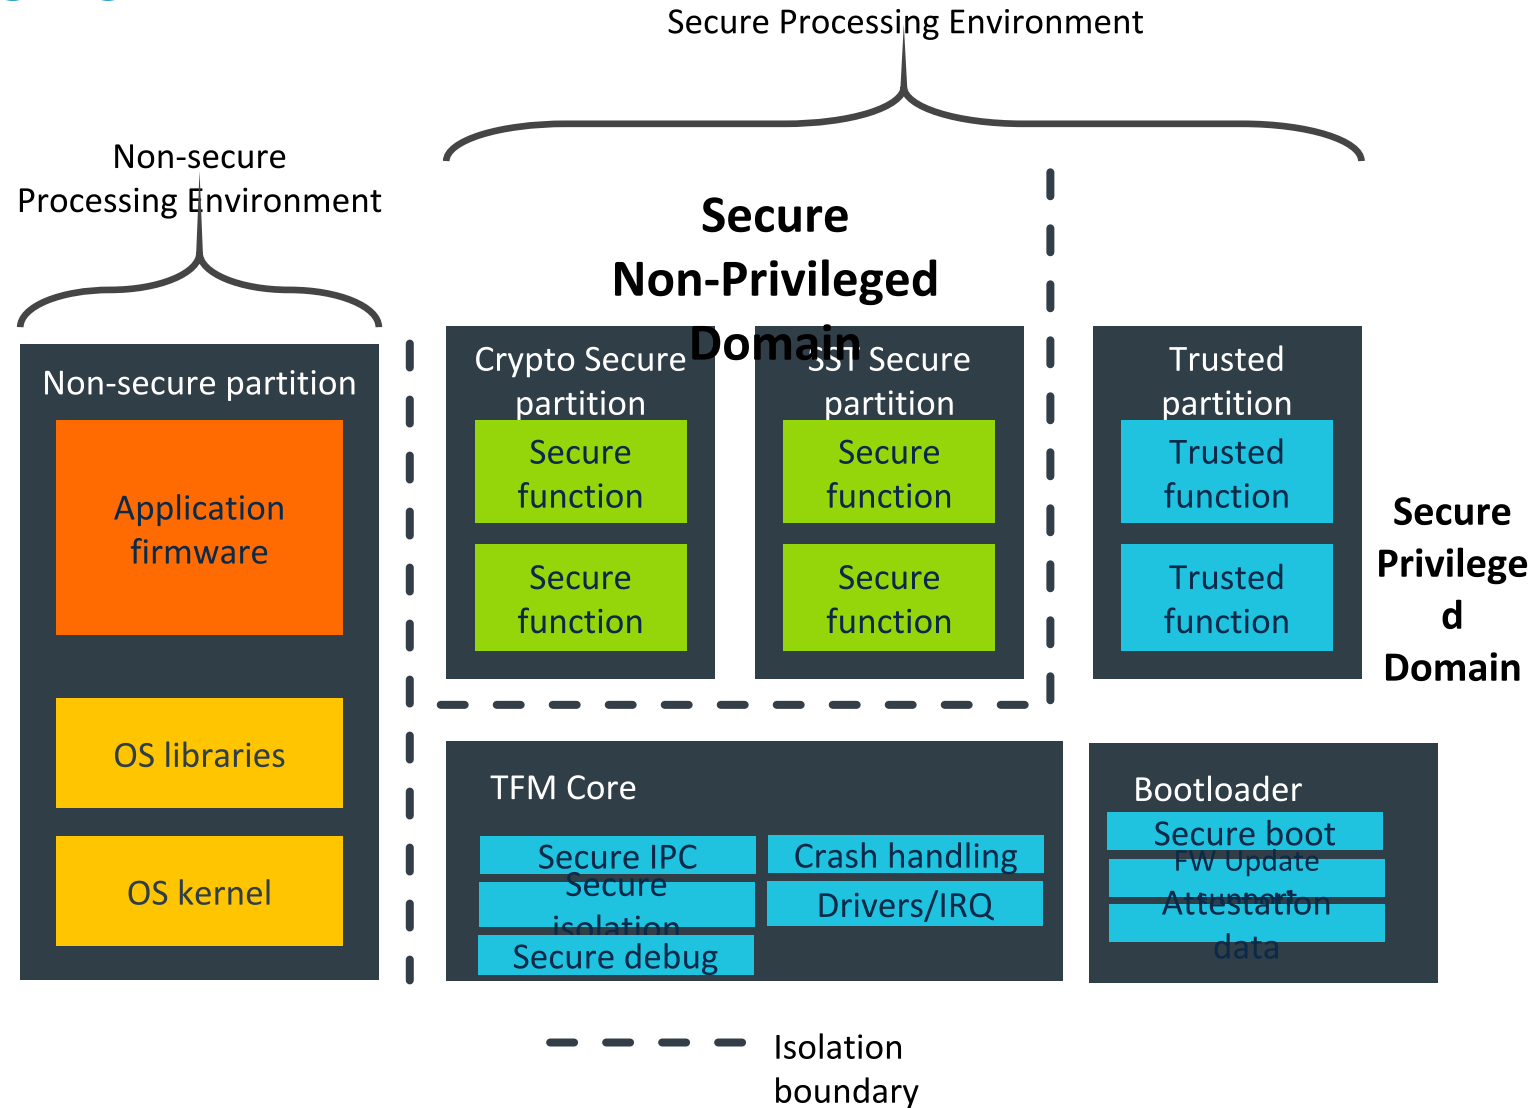 Secure Processing Environment
Non-secure
Processing Environment
Secure
Non-Privileged
Domain
Non-secure partition
Application
firmware
OS libraries
OS kernel
Crypto Secure
partition
Secure
function
Secure
function
SST Secure
partition
Secure
function
Secure
function
Trusted
partition
Trusted
function
Trusted
function
Secure
Privilege
d
Domain
TFM Core
Secure IPC
Secure
isolation
Secure debug
Crash handling
Drivers/IRQ
Bootloader
Secure boot
FW Update
support
Attestation
data
Isolation
boundary